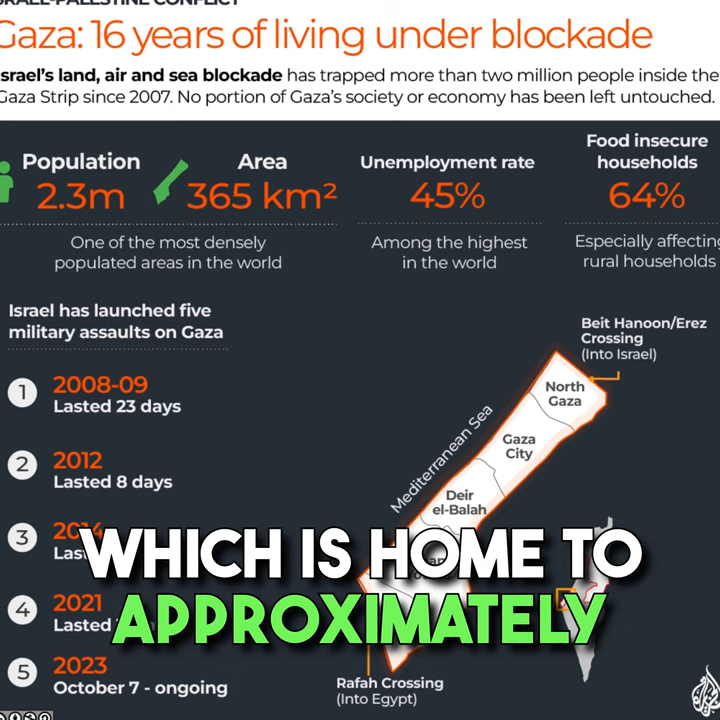 SRAEL-PALESTINE CONFLICT
Gaza: 16 years of living under blockade
Israel's land, air and sea blockade has trapped more than two million people inside the
Gaza Strip since 2007. No portion of Gaza's society or economy has been left untouched.
Population
2.3m
Area
365 km²
One of the most densely
populated areas in the world
Unemployment rate
45%
Among the highest
in the world
Food insecure
households
64%
Especially affecting
rural households
Israel has launched five
military assaults on Gaza
1 2008-09
Lasted 23 days
2 2012
Lasted 8 days
3 2014
4 2021
Lasted
5 2023
October 7 - ongoing
Beit Hanoun/Erez
Crossing
(Into Israel)
North
Gaza
Gaza
City
Mediterranean Sea
Deir
el-Balah
WHICH IS HOME TO
APPROXIMATELY
Rafah Crossing
(Into Egypt)